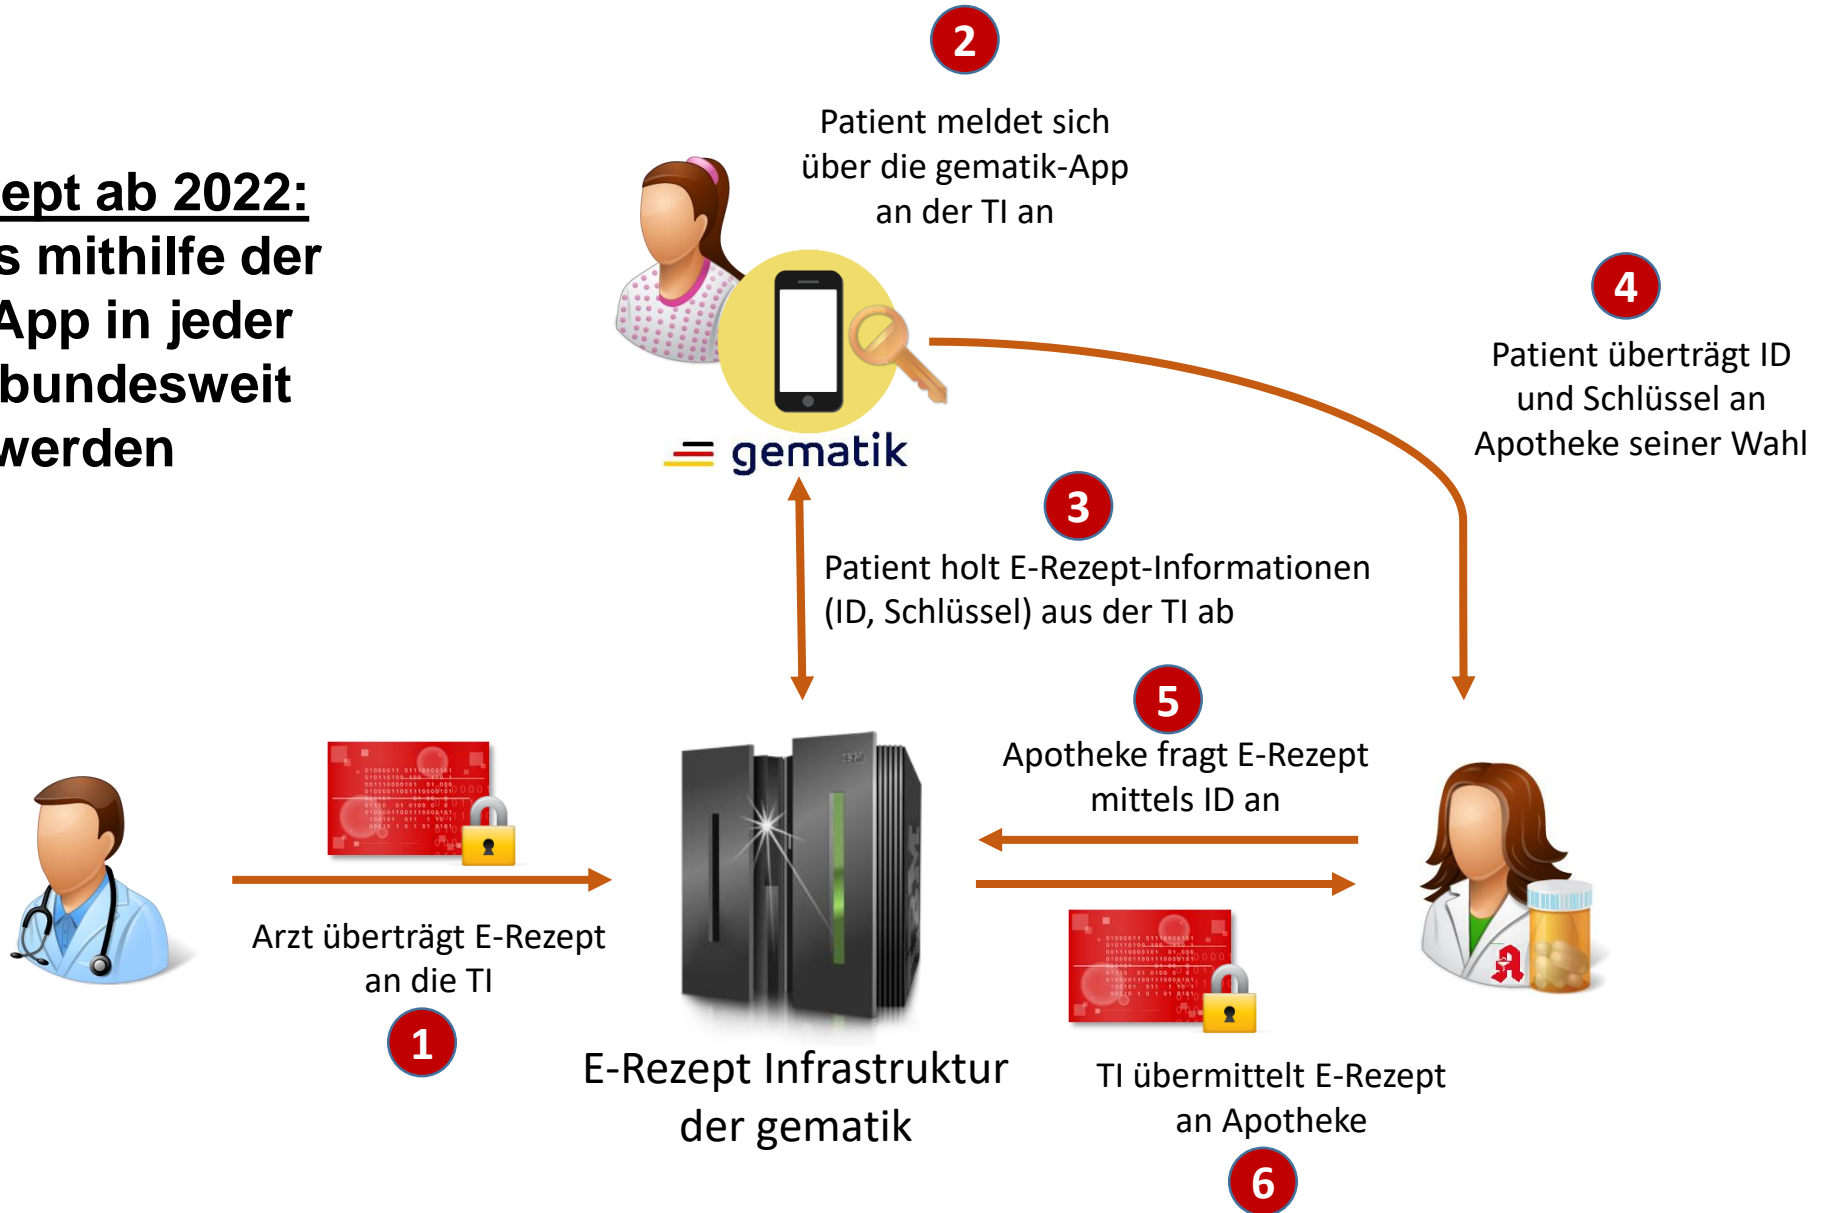 ept ab 2022:
s mithilfe der
App in jeder
bundesweit
werden
2
Patient meldet sich
über die gematik-App
an der TI an
gematik
4
Patient überträgt ID
und Schlüssel an
Apotheke seiner Wahl
3
Patient holt E-Rezept-Informationen
(ID, Schlüssel) aus der TI ab
5
Apotheke fragt E-Rezept
mittels ID an
Arzt überträgt E-Rezept
an die TI
1
E-Rezept Infrastruktur
der gematik
TI übermittelt E-Rezept
an Apotheke
6